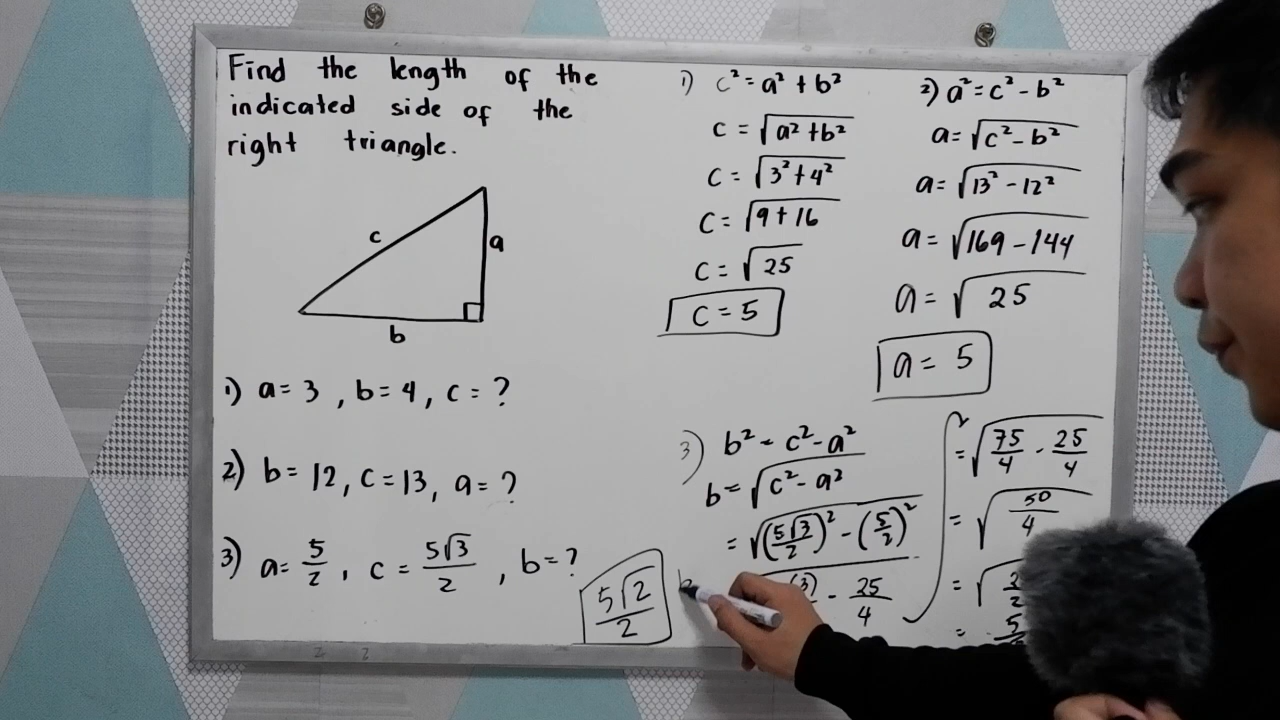 Find the length of the
indicated side of the
right triangle.
c
a
b
1) a = 3 , b = 4 , c = ?
2) b = 12, c = 13, a = ?
3) a = 5/2 , c = 5√3/2 , b = ?
1) c² = a² + b²
c = √(a² + b²)
c = √(3² + 4²)
c = √(9 + 16)
c = √25
c = 5
2) a² = c² - b²
a = √(c² - b²)
a = √(13² - 12²)
a = √(169 - 144)
a = √25
a = 5
3) b² = c² - a²
b = √(c² - a²)
= √((5√3/2)² - (5/2)²)
(3) - 25/4
= √(75/4 - 25/4)
= √(50/4)
= √
= 5
5√2/2